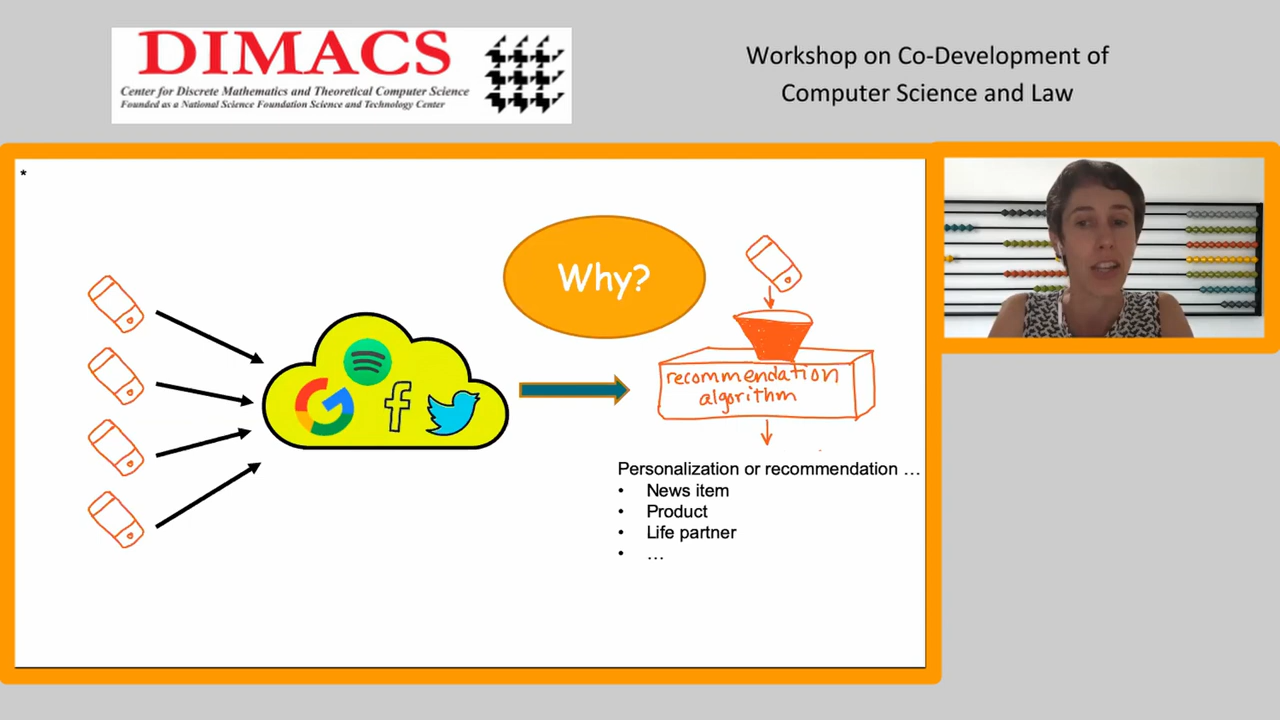 DIMACS
Center for Discrete Mathematics and Theoretical Computer Science
Founded as a National Science Foundation Science and Technology Center
Workshop on Co-Development of
Computer Science and Law
*
Why?
recommendation
algorithm
Personalization or recommendation …
• News item
• Product
• Life partner
• …